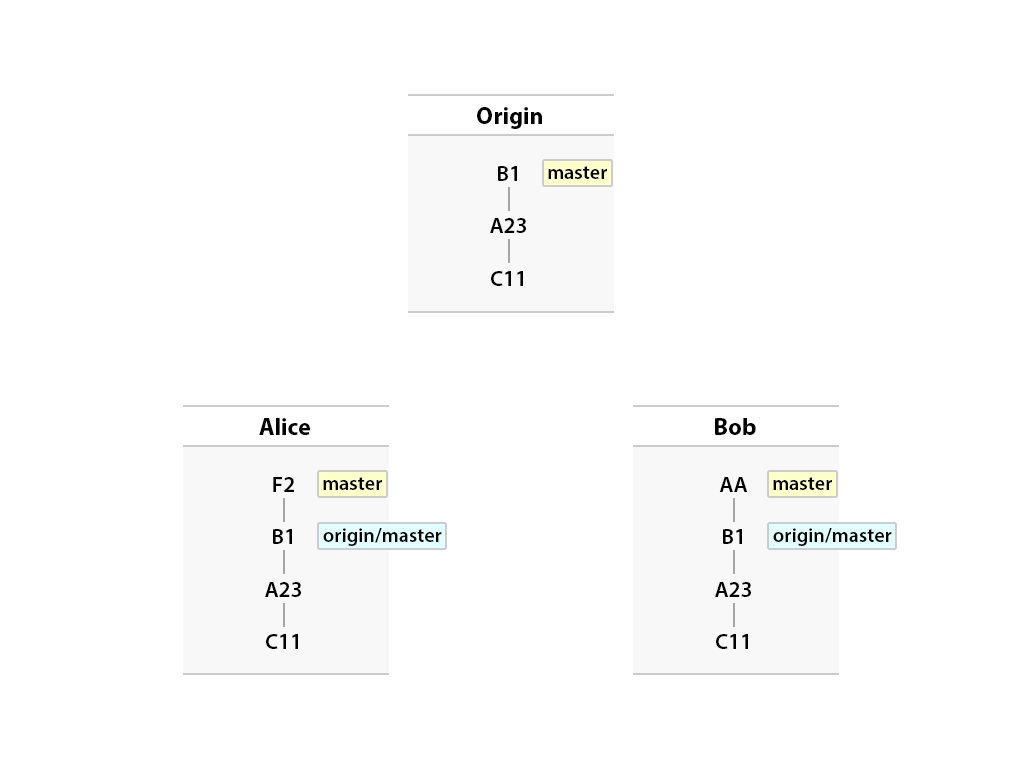 Origin
B1 master
A23
C11
Alice
F2 master
B1 origin/master
A23
C11
Bob
AA master
B1 origin/master
A23
C11